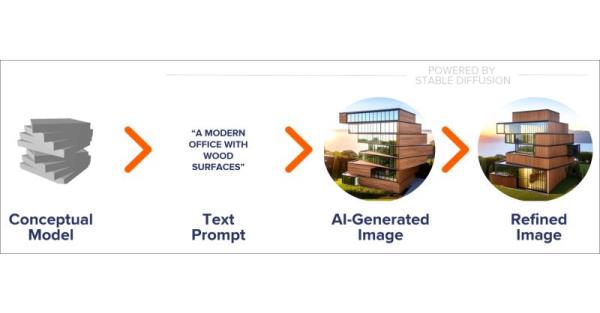 POWERED BY
STABLE DIFFUSION
“A MODERN
OFFICE WITH
WOOD
SURFACES”
Conceptual
Model
Text
Prompt
AI-Generated
Image
Refined
Image